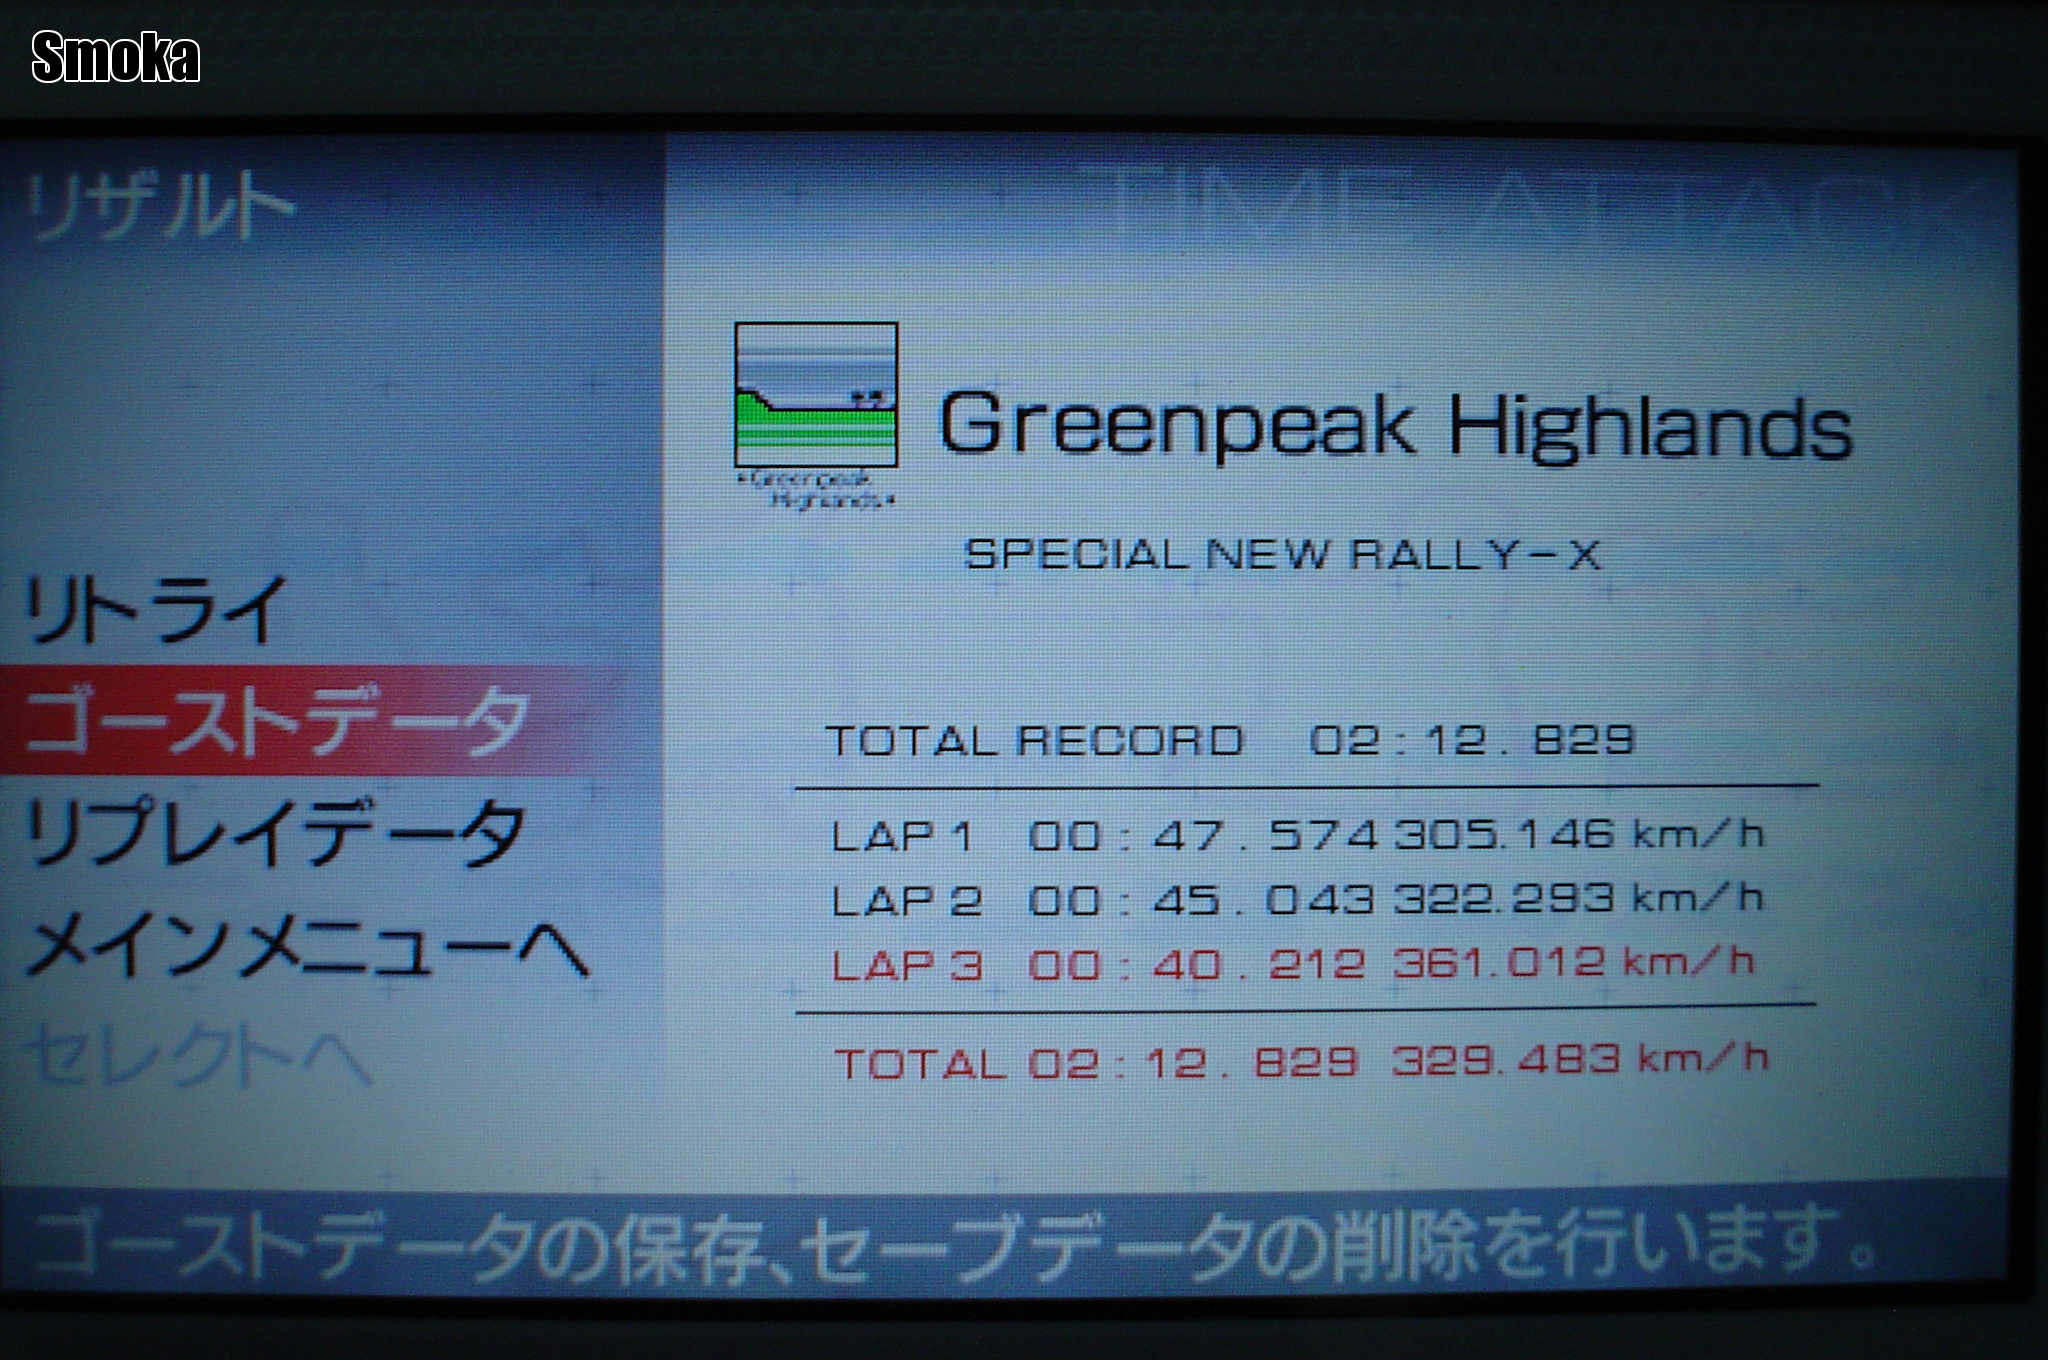 Smoka
リザルト
TIME ATTACK
Greenpeak Highlands
Greenpeak
Highlands
SPECIAL NEW RALLY-X
リトライ
ゴーストデータ
リプレイデータ
メインメニューへ
セレクトへ
TOTAL RECORD 02:12.829
LAP 1 00:47.574 305.146 km/h
LAP 2 00:45.043 322.293 km/h
LAP 3 00:40.212 361.012 km/h
TOTAL 02:12.829 329.483 km/h
ゴーストデータの保存、セーブデータの削除を行います。